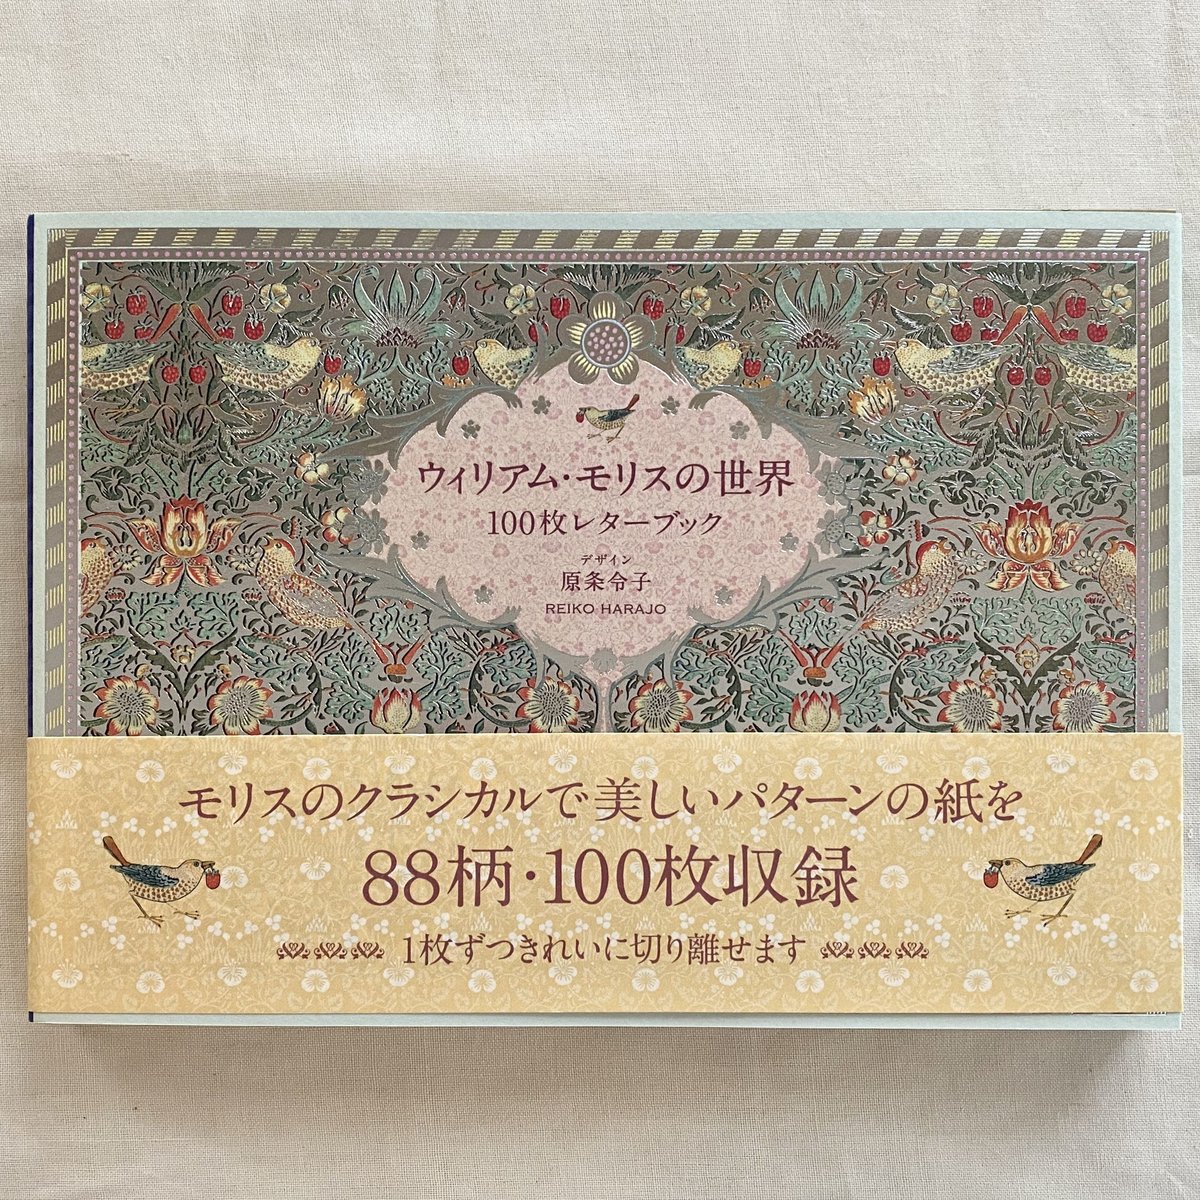 ウィリアム・モリスの世界
100枚レターブック
デザイン
原条令子
REIKO HARAJO
モリスのクラシカルで美しいパターンの紙を
88柄・100枚収録
1枚ずつきれいに切り離せます